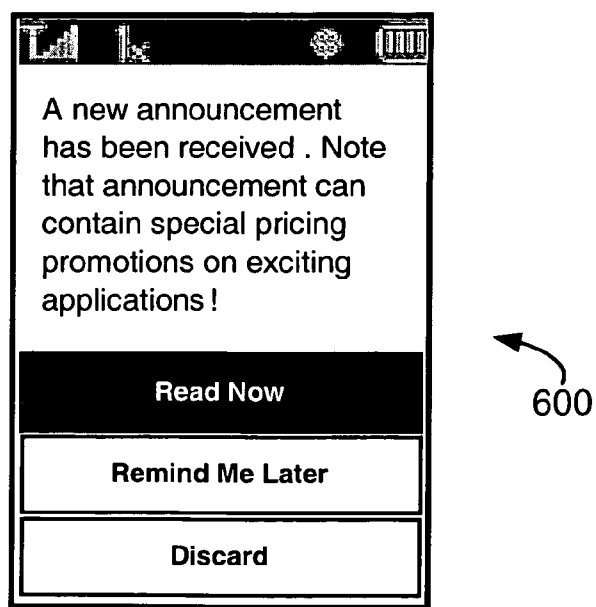 1x
A new announcement
has been received . Note
that announcement can
contain special pricing
promotions on exciting
applications !
Read Now
600
Remind Me Later
Discard